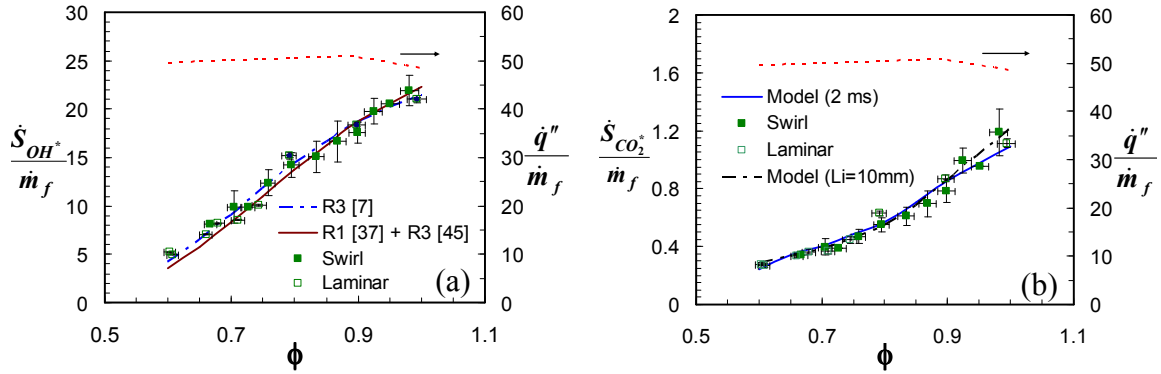 30
25
20
15
10
5
0
60
50
40
30
20
10
0
0.5
0.7
0.9
1.1
ϕ
Ṡ_OH*
ṁ_f
q̇″
ṁ_f
R3 [7]
R1 [37] + R3 [45]
Swirl
Laminar
(a)
2
1.6
1.2
0.8
0.4
0
60
50
40
30
20
10
0
0.5
0.7
0.9
1.1
ϕ
Ṡ_CO₂*
ṁ_f
q̇″
ṁ_f
Model (2 ms)
Swirl
Laminar
Model (Li=10mm)
(b)